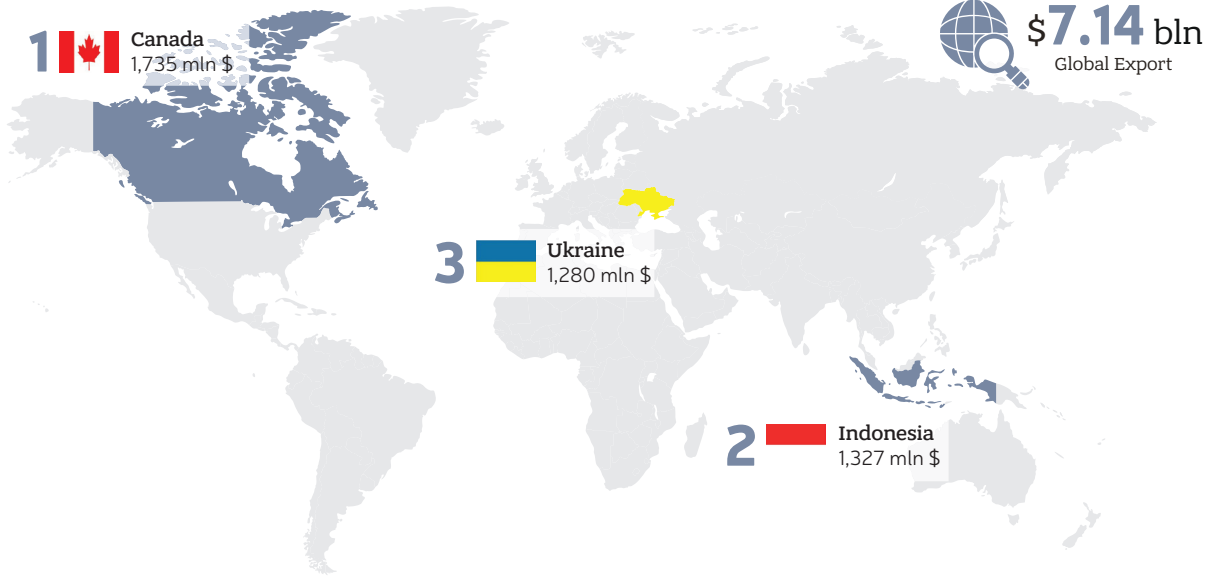 1
Canada
1,735 mln $
$7.14 bln
Global Export
3
Ukraine
1,280 mln $
2
Indonesia
1,327 mln $